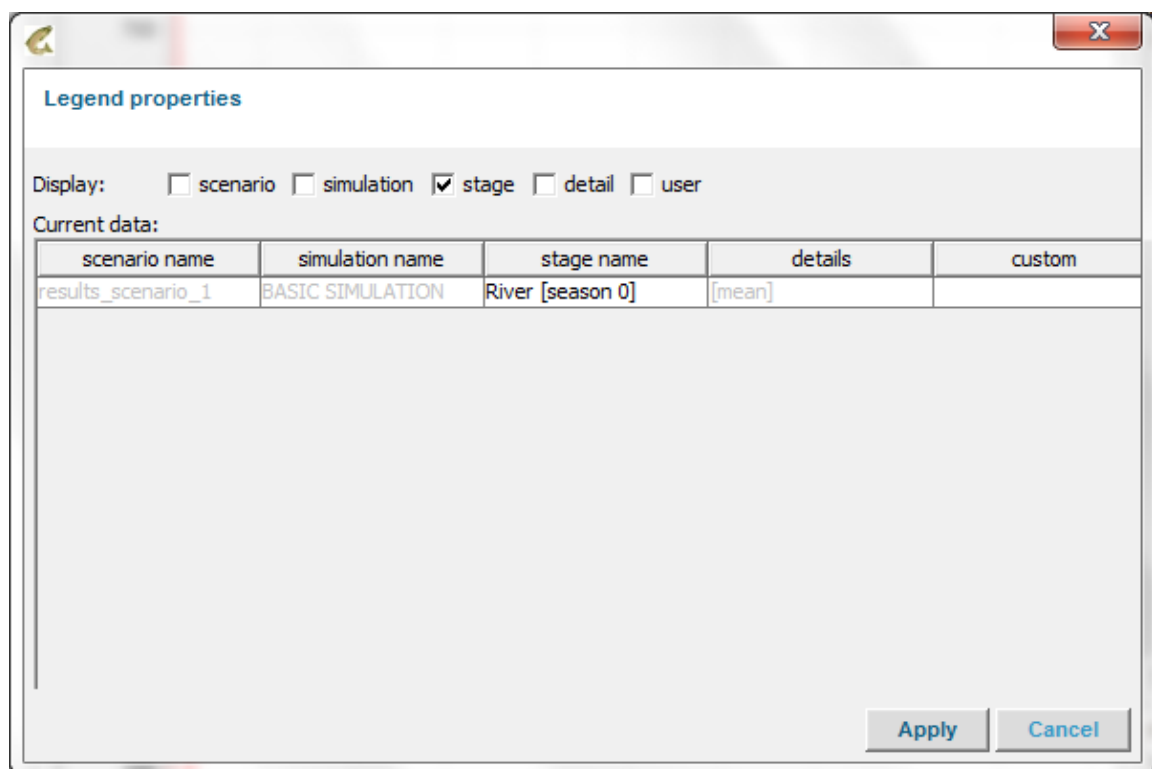 X
Legend properties
Display: scenario simulation stage detail user
Current data:
scenario name simulation name stage name details custom
results_scenario_1 BASIC SIMULATION River [season 0] [mean]
Apply Cancel